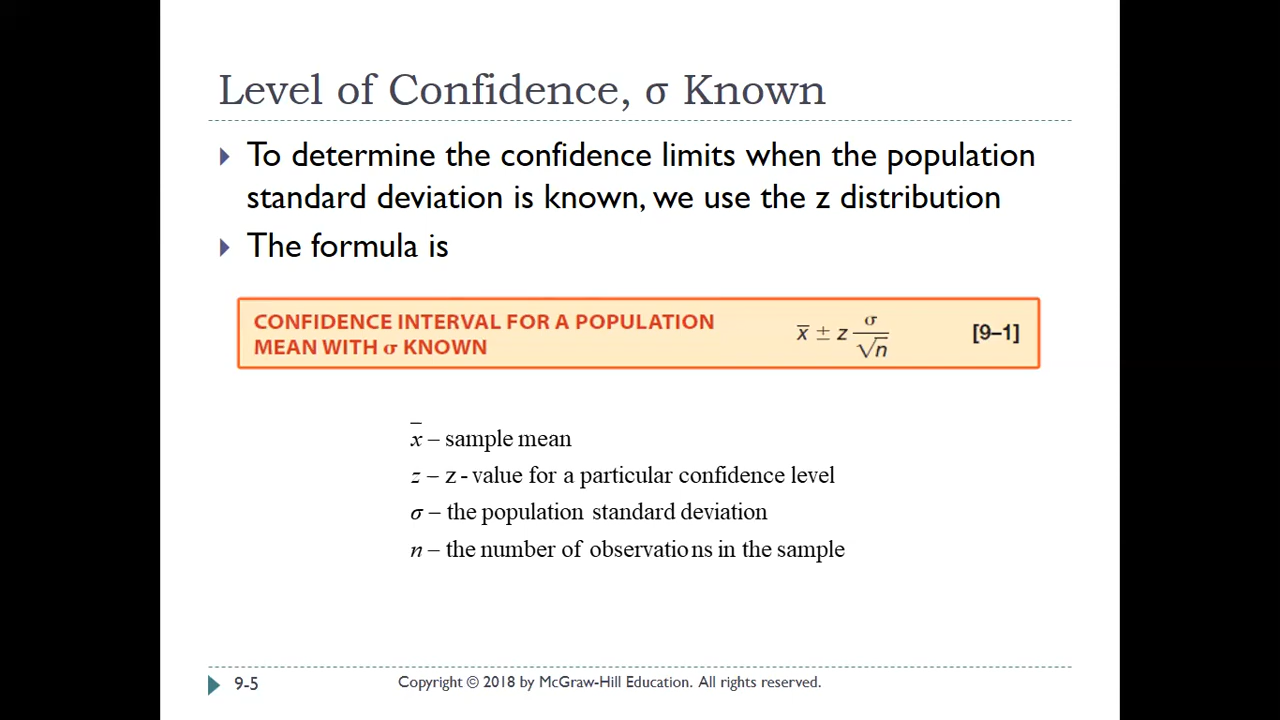 Level of Confidence, σ Known
To determine the confidence limits when the population
standard deviation is known, we use the z distribution
The formula is
CONFIDENCE INTERVAL FOR A POPULATION
MEAN WITH σ KNOWN
x̄ ± z σ/√n [9–1]
x̄ – sample mean
z – z - value for a particular confidence level
σ – the population standard deviation
n – the number of observations in the sample
9-5 Copyright © 2018 by McGraw-Hill Education. All rights reserved.